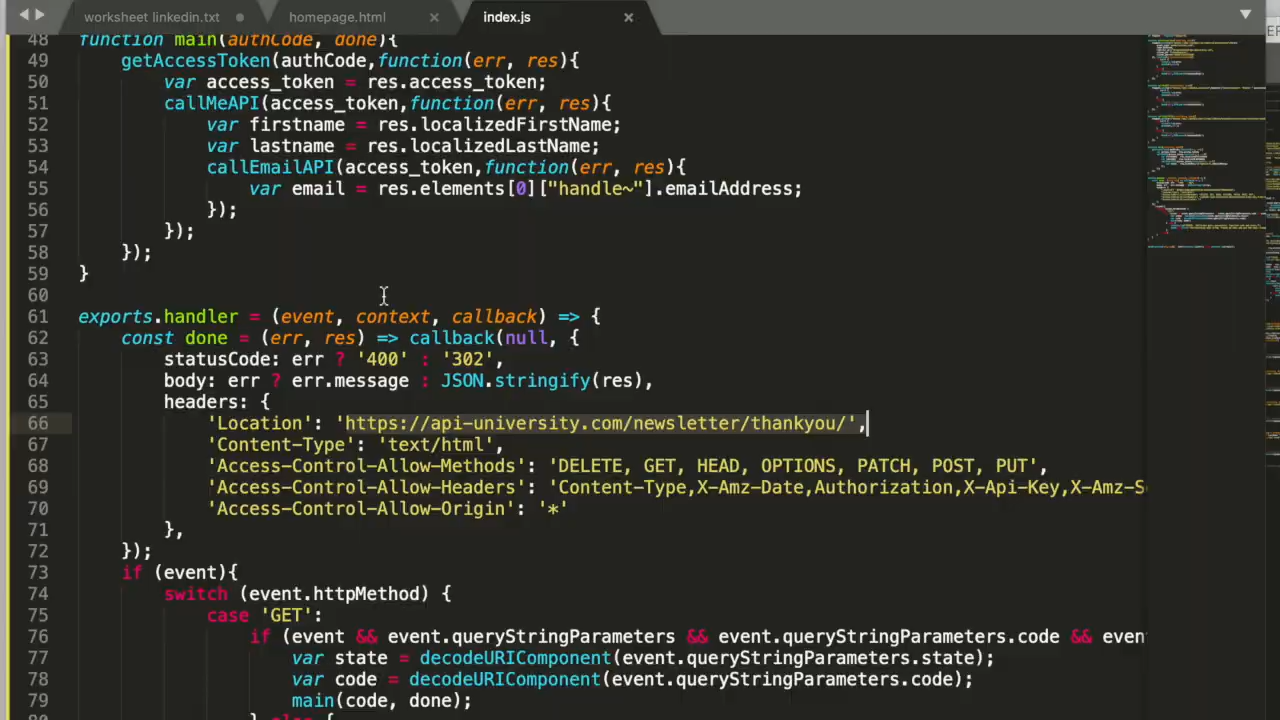 worksheet linkedin.txt
homepage.html
index.js
48 function main(authCode, done){
49 getAccessToken(authCode,function(err, res){
50 var access_token = res.access_token;
51 callMeAPI(access_token,function(err, res){
52 var firstname = res.localizedFirstName;
53 var lastname = res.localizedLastName;
54 callEmailAPI(access_token,function(err, res){
55 var email = res.elements[0]["handle~"].emailAddress;
56 });
57 });
58 });
59 }
60
61 exports.handler = (event, context, callback) => {
62 const done = (err, res) => callback(null, {
63 statusCode: err ? '400' : '302',
64 body: err ? err.message : JSON.stringify(res),
65 headers: {
66 'Location': 'https://api-university.com/newsletter/thankyou/',
67 'Content-Type': 'text/html',
68 'Access-Control-Allow-Methods': 'DELETE, GET, HEAD, OPTIONS, PATCH, POST, PUT',
69 'Access-Control-Allow-Headers': 'Content-Type,X-Amz-Date,Authorization,X-Api-Key,X-Amz-S
70 'Access-Control-Allow-Origin': '*'
71 },
72 });
73 if (event){
74 switch (event.httpMethod) {
75 case 'GET':
76 if (event && event.queryStringParameters && event.queryStringParameters.code && even
77 var state = decodeURIComponent(event.queryStringParameters.state);
78 var code = decodeURIComponent(event.queryStringParameters.code);
79 main(code, done);
80 } else {